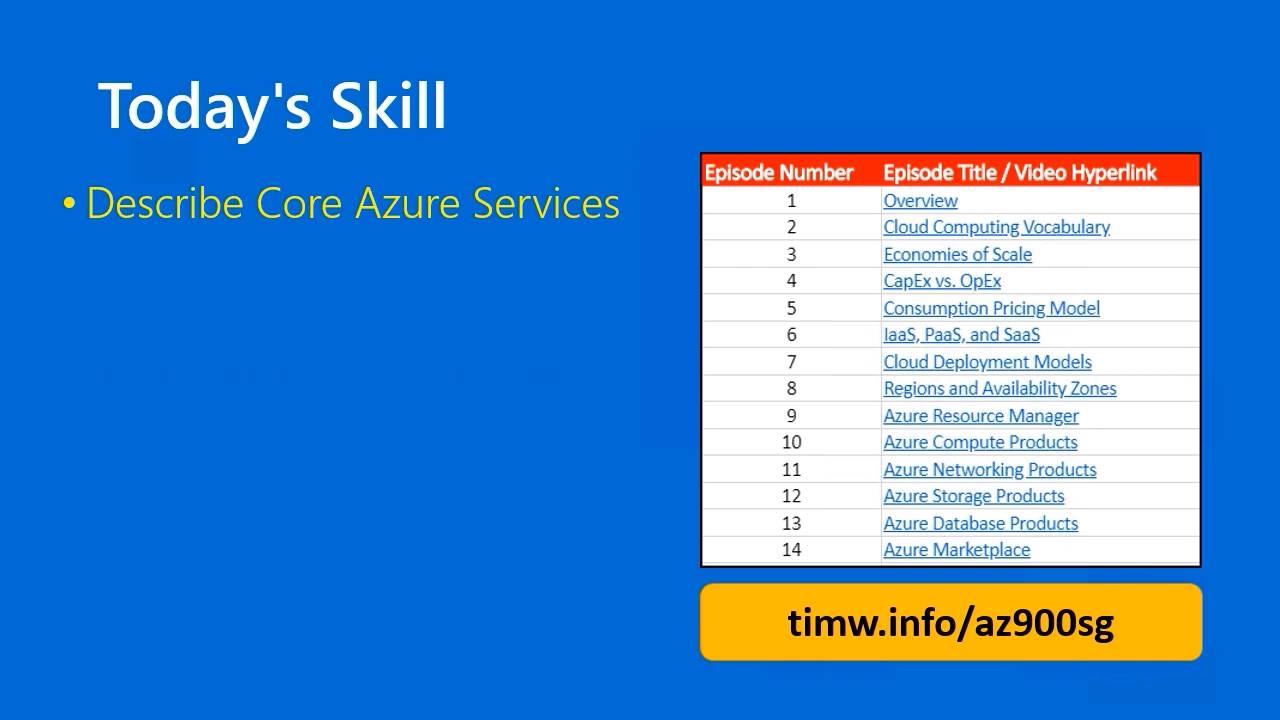 Today's Skill
• Describe Core Azure Services
Episode Number Episode Title / Video Hyperlink
1 Overview
2 Cloud Computing Vocabulary
3 Economies of Scale
4 CapEx vs. OpEx
5 Consumption Pricing Model
6 IaaS, PaaS, and SaaS
7 Cloud Deployment Models
8 Regions and Availability Zones
9 Azure Resource Manager
10 Azure Compute Products
11 Azure Networking Products
12 Azure Storage Products
13 Azure Database Products
14 Azure Marketplace
timw.info/az900sg